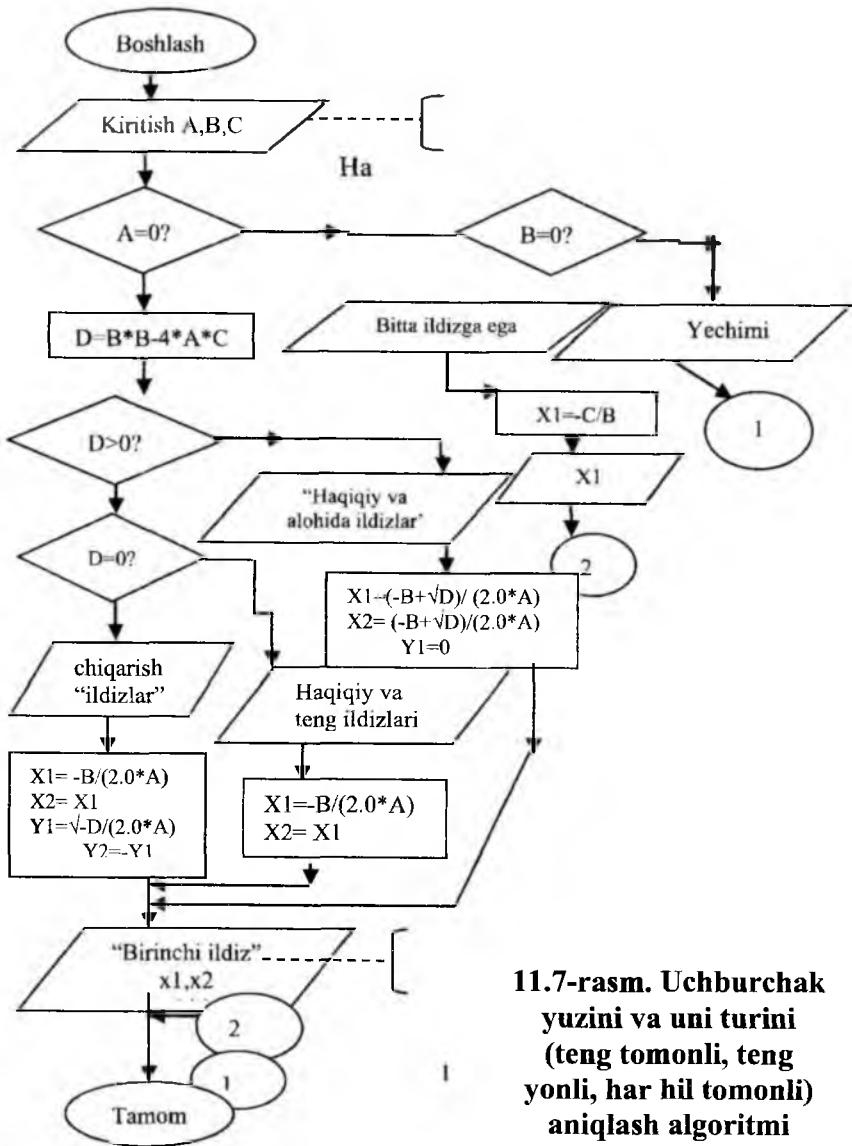 Boshlash
Kiritish A,B,C
Ha
A=0?
B=0?
D=B*B-4*A*C
Bitta ildizga ega
Yechimi
X1=-C/B
1
D>0?
"Haqiqiy va
alohida ildizlar"
X1
D=0?
2
X1=(-B+√D)/ (2.0*A)
X2= (-B+√D)/(2.0*A)
Y1=0
chiqarish
"ildizlar"
Haqiqiy va
teng ildizlari
X1= -B/(2.0*A)
X2= X1
Y1=√-D/(2.0*A)
Y2=-Y1
X1=-B/(2.0*A)
X2= X1
"Birinchi ildiz"
x1,x2
2
1
Tamom
1
11.7-rasm. Uchburchak
yuzini va uni turini
(teng tomonli, teng
yonli, har hil tomonli)
aniqlash algoritmi